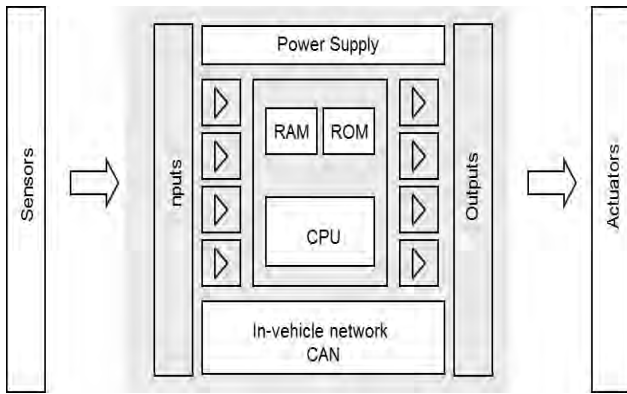 Sensors
nputs
Power Supply
RAM
ROM
CPU
In-vehicle network
CAN
Outputs
Actuators